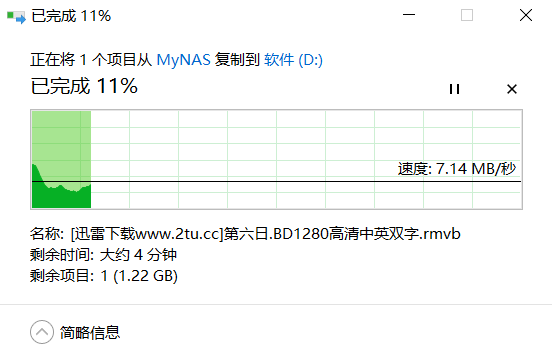 已完成 11%
正在将 1 个项目从 MyNAS 复制到 软件 (D:)
已完成 11%
速度: 7.14 MB/秒
名称: [迅雷下载www.2tu.cc]第六日.BD1280高清中英双字.rmvb
剩余时间: 大约 4 分钟
剩余项目: 1 (1.22 GB)
简略信息